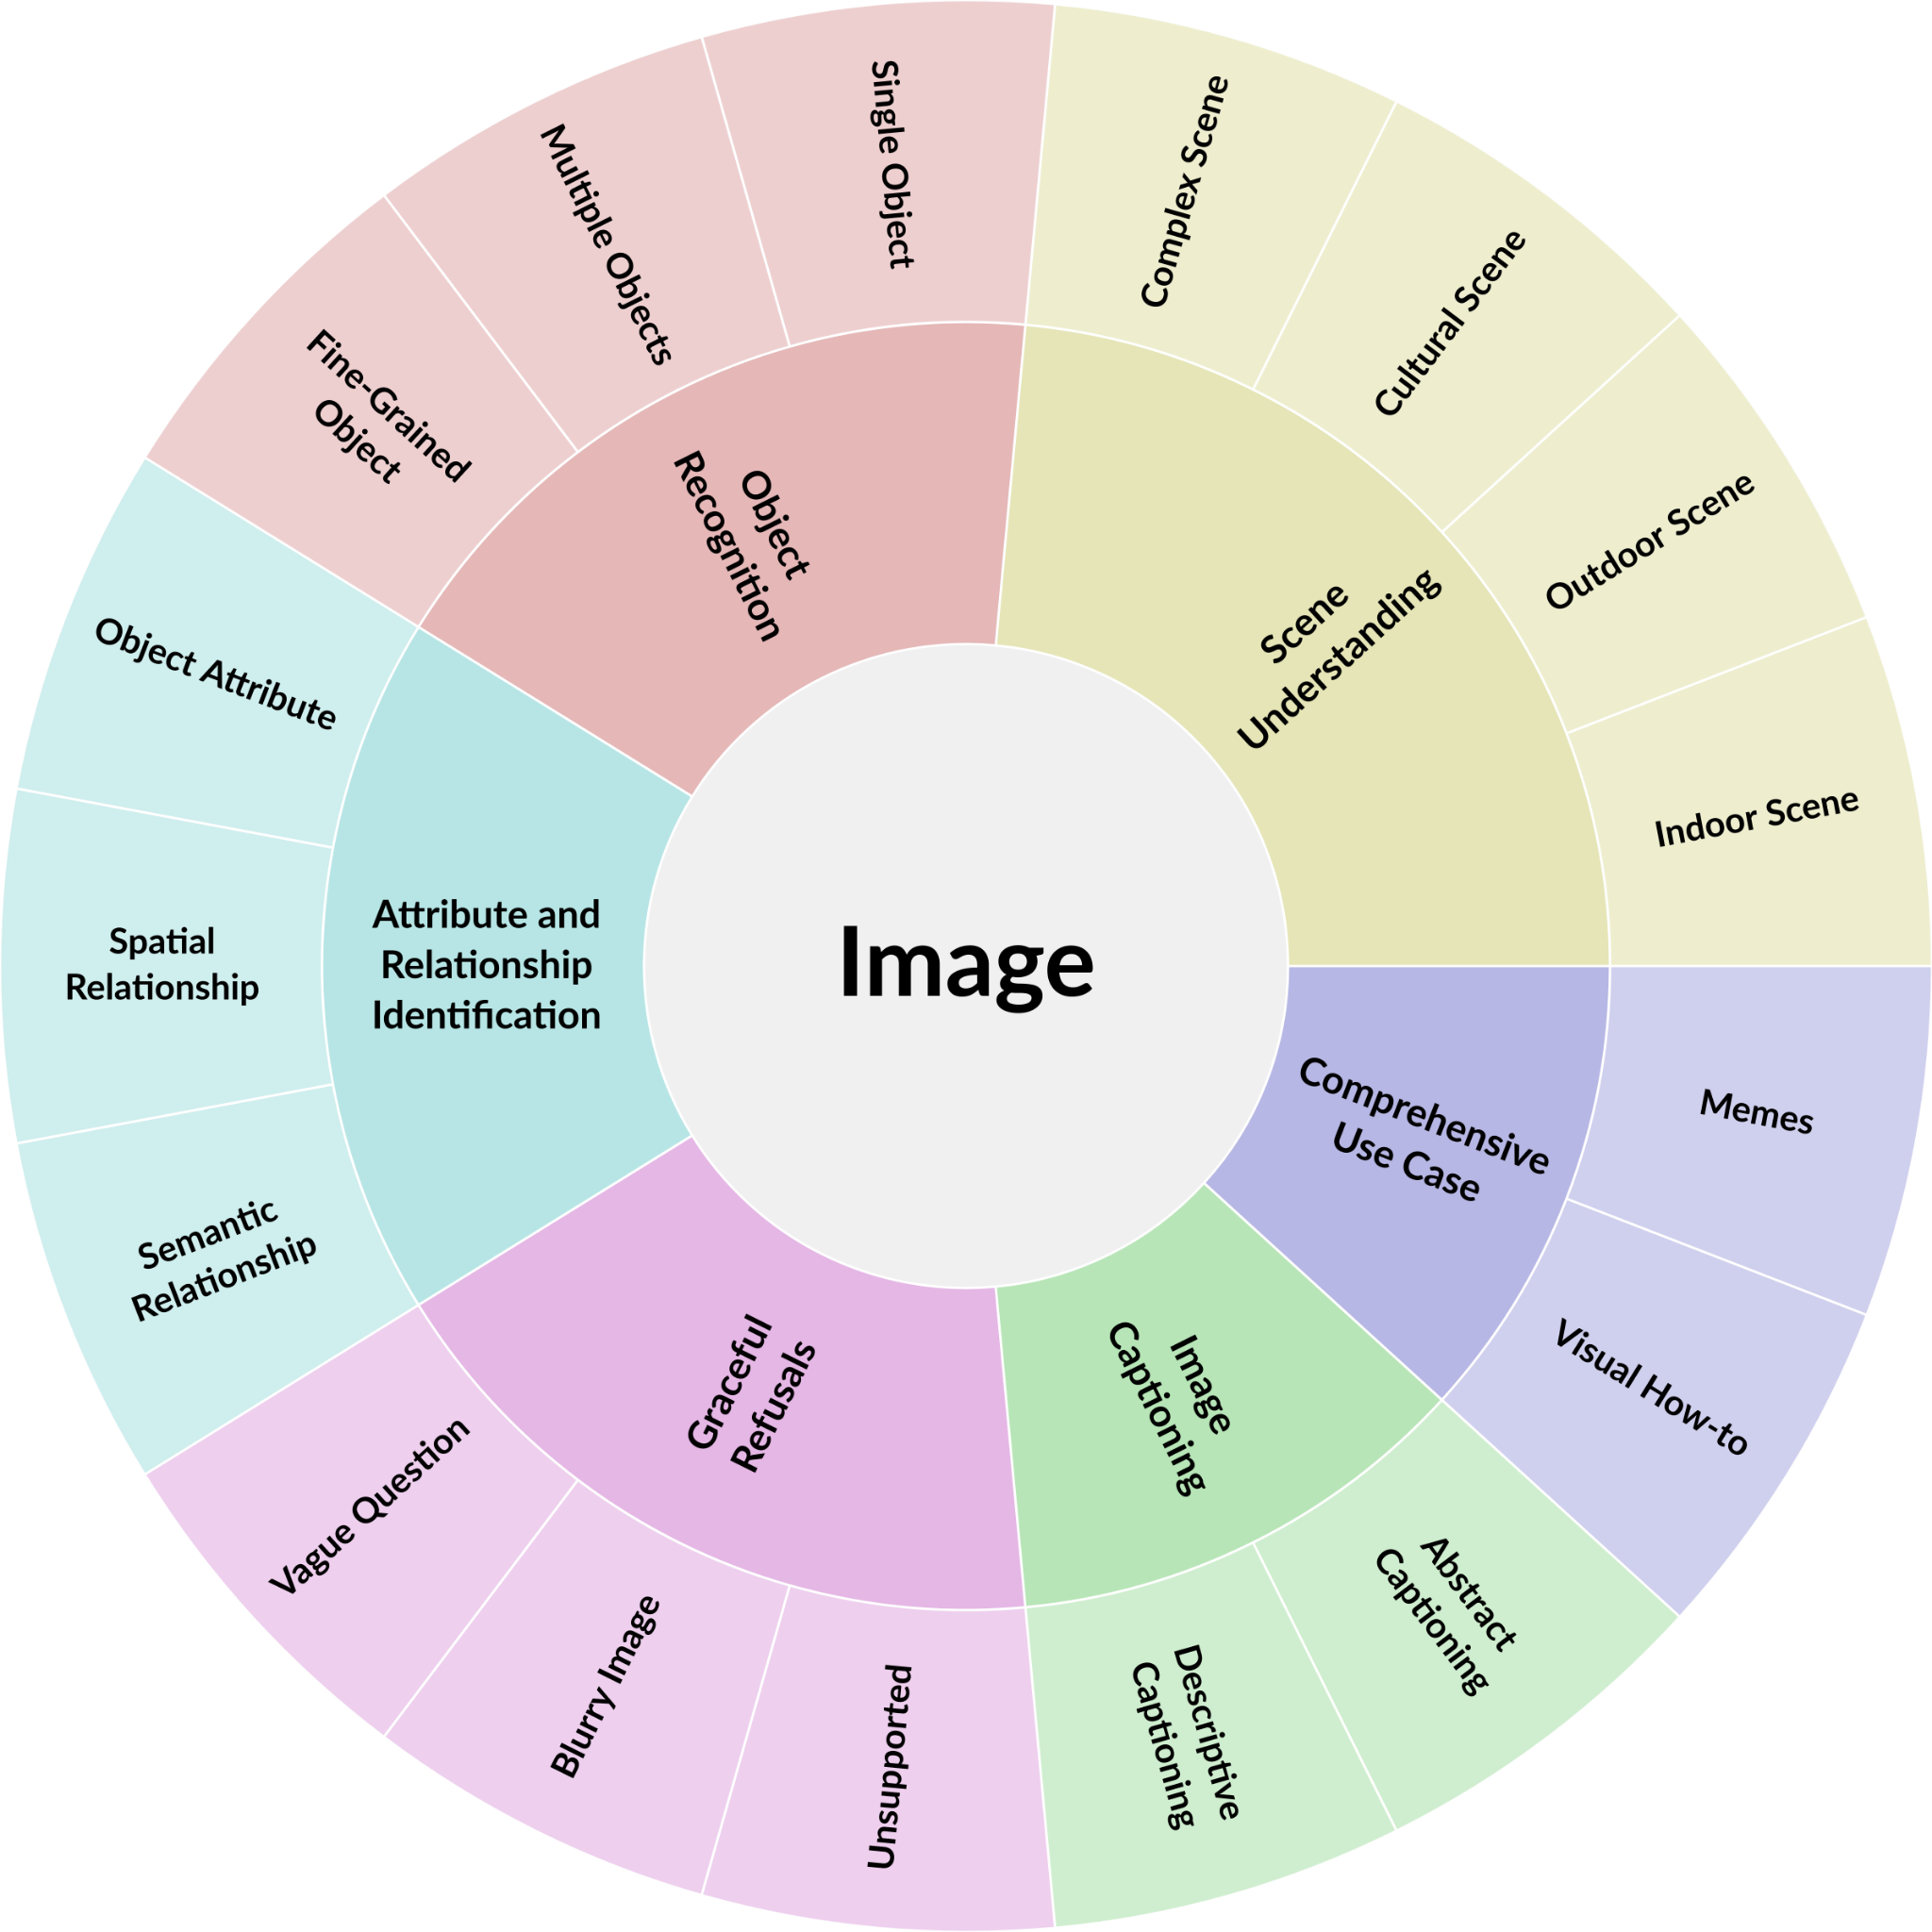 Image
Object
Recognition
Single Object
Multiple Objects
Fine-Grained
Object
Scene
Understanding
Complex Scene
Cultural Scene
Outdoor Scene
Indoor Scene
Comprehensive
Use Case
Memes
Visual How-to
Image
Captioning
Abstract
Captioning
Descriptive
Captioning
Graceful
Refusals
Unsupported
Blurry Image
Vague Question
Attribute and
Relationship
Identification
Semantic
Relationship
Spatial
Relationship
Object Attribute